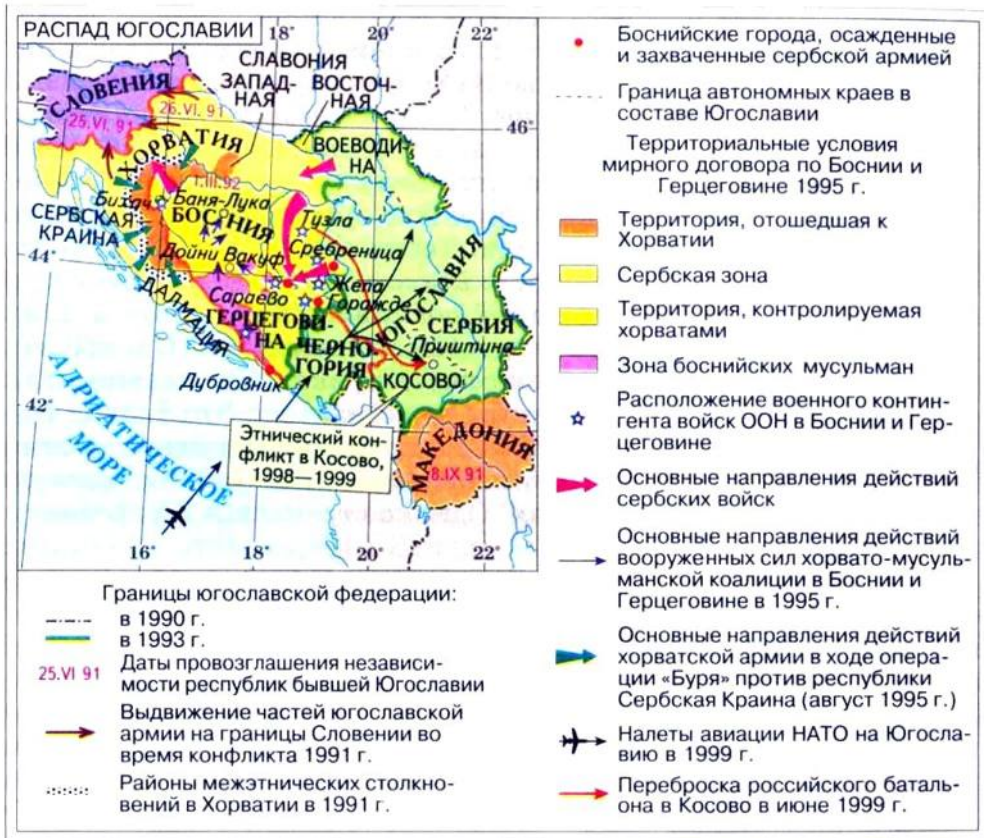 РАСПАД ЮГОСЛАВИИ
20°
22°
СЛАВОНИЯ
ЗАПАД-
НАЯ
ВОСТОЧ-
НАЯ
СЛОВЕНИЯ
26.VI.91
25.VI.91
46°
ХОРВАТИЯ
ВОЕВОДИ-
НА
1.III.92
Бихач
Баня-Лука
БОСНИЯ
Тузла
СЕРБСКАЯ
КРАИНА
Сребреница
44°
Дойни Вакуф
44°
Жепа
Сараево
Горажде
ЮГОСЛАВИЯ
ДАЛМАЦИЯ
ГЕРЦЕГОВИ-
НА
СЕРБИЯ
ЧЕРНО-
ГОРИЯ
Приштина
КОСОВО
Дубровник
42°
42°
АДРИАТИЧЕСКОЕ
МОРЕ
Этнический кон-
фликт в Косово,
1998—1999
МАКЕДОНИЯ
8.IX 91
16°
18°
20°
22°
Границы югославской федерации:
в 1990 г.
в 1993 г.
25.VI 91
Даты провозглашения независи-
мости республик бывшей Югославии
Выдвижение частей югославской
армии на границы Словении во
время конфликта 1991 г.
Районы межэтнических столкно-
вений в Хорватии в 1991 г.
Боснийские города, осажденные
и захваченные сербской армией
Граница автономных краев в
составе Югославии
Территориальные условия
мирного договора по Боснии и
Герцеговине 1995 г.
Территория, отошедшая к
Хорватии
Сербская зона
Территория, контролируемая
хорватами
Зона боснийских мусульман
Расположение военного контин-
гента войск ООН в Боснии и Гер-
цеговине
Основные направления действий
сербских войск
Основные направления действий
вооруженных сил хорвато-мусуль-
манской коалиции в Боснии и
Герцеговине в 1995 г.
Основные направления действий
хорватской армии в ходе опера-
ции «Буря» против республики
Сербская Краина (август 1995 г.)
Налеты авиации НАТО на Югосла-
вию в 1999 г.
Переброска российского баталь-
она в Косово в июне 1999 г.